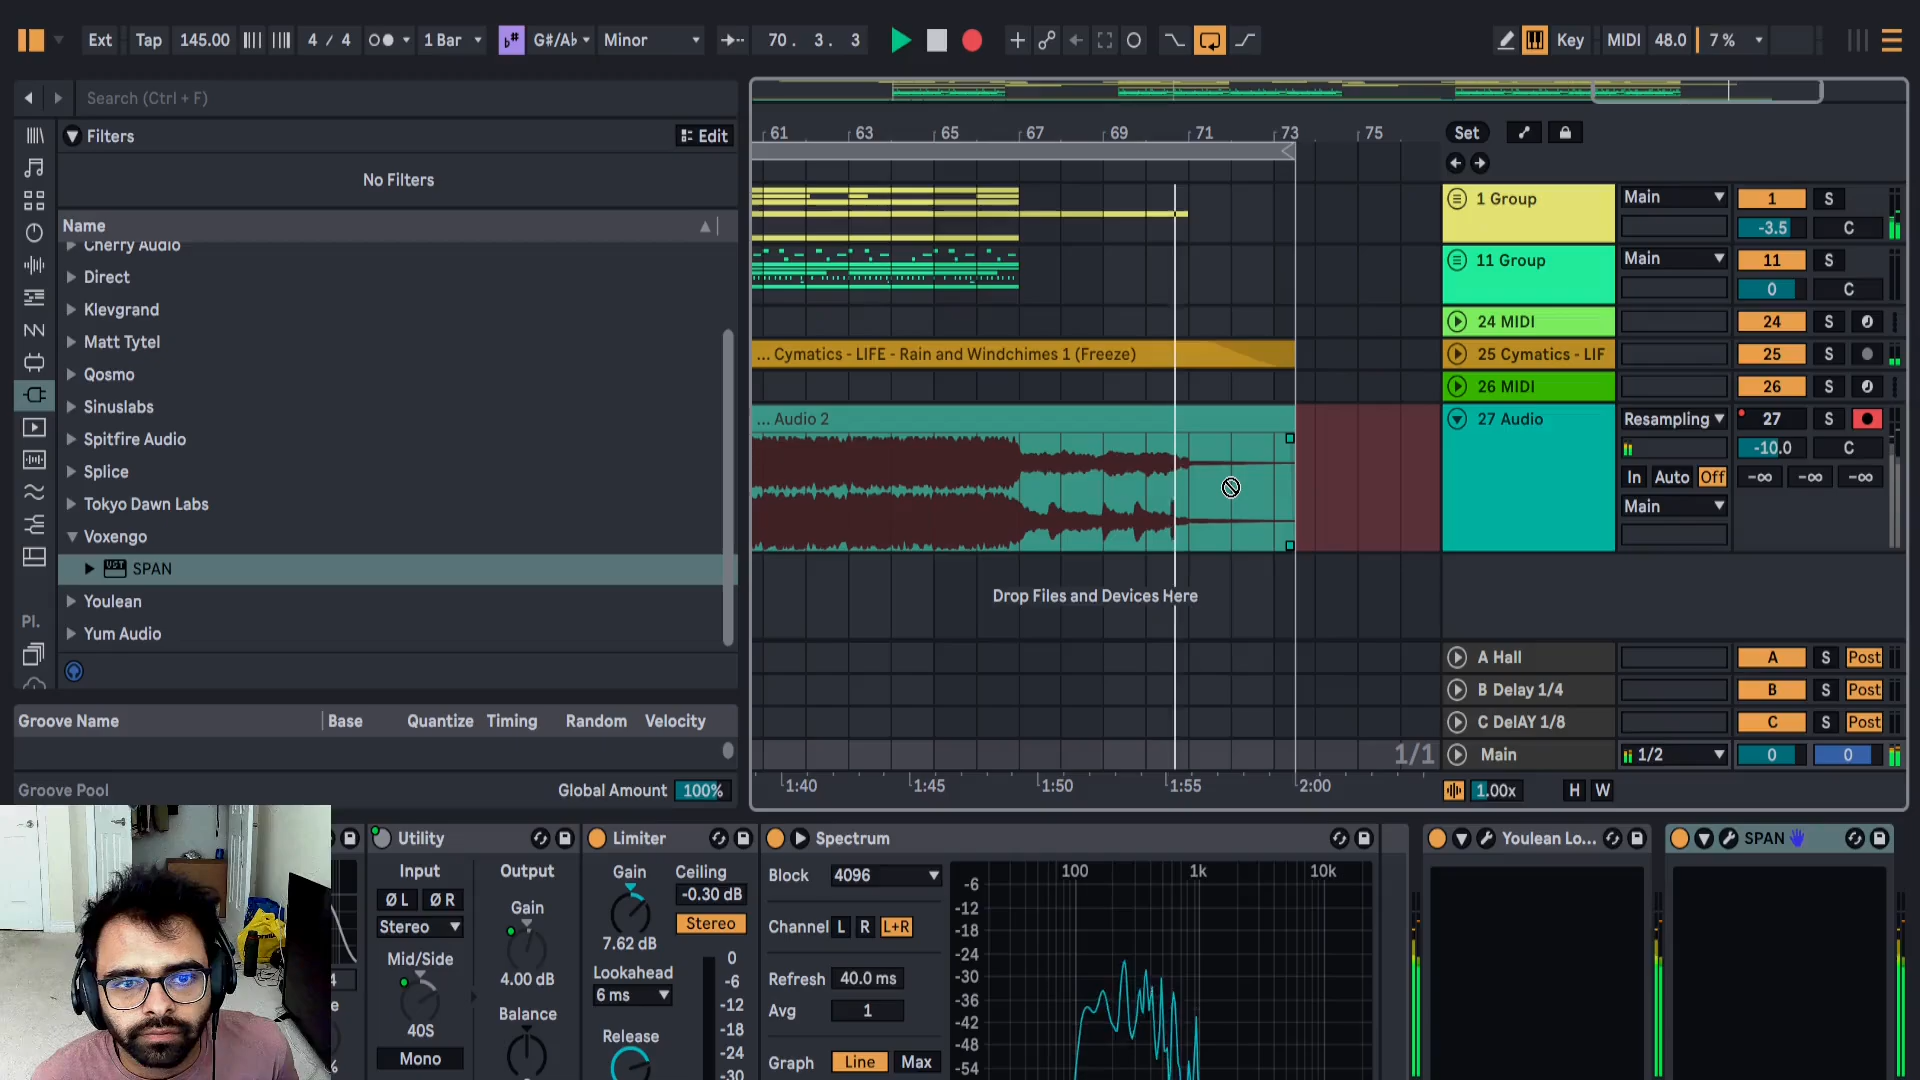 Ext Tap 145.00 4 / 4 1 Bar G#/A♭ Minor 70. 3. 3 Key MIDI 48.0 7 %
Search (Ctrl + F)
Filters Edit
No Filters
Name
Cherry Audio
Direct
Klevgrand
Matt Tytel
Qosmo
Sinuslabs
Spitfire Audio
Splice
Tokyo Dawn Labs
Voxengo
SPAN
Youlean
Yum Audio
Pl.
Groove Name Base Quantize Timing Random Velocity
Groove Pool Global Amount 100%
61 63 65 67 69 71 73 75 Set
1 Group Main 1 S
-3.5 C
11 Group Main 11 S
0 C
24 MIDI 24 S
... Cymatics - LIFE - Rain and Windchimes 1 (Freeze) 25 Cymatics - LIF 25 S
26 MIDI 26 S
... Audio 2 27 Audio Resampling 27 S
-10.0 C
In Auto Off -∞ -∞ -∞
Main
Drop Files and Devices Here
A Hall A S Post
B Delay 1/4 B S Post
C DelAY 1/8 C S Post
1/1 Main 1/2 0 0
1:40 1:45 1:50 1:55 2:00 1.00x H W
Utility Limiter Spectrum Youlean Lo... SPAN
Input Output
Ø L Ø R
Stereo
Mid/Side
40S
Mono
Gain
4.00 dB
Balance
Gain Ceiling
-0.30 dB
Stereo
7.62 dB
Lookahead
6 ms
Release
0
-6
-12
-18
-24
-30
Block 4096
Channel L R L+R
Refresh 40.0 ms
Avg 1
Graph Line Max
100 1k 10k
-6
-12
-18
-24
-30
-36
-42
-48
-54